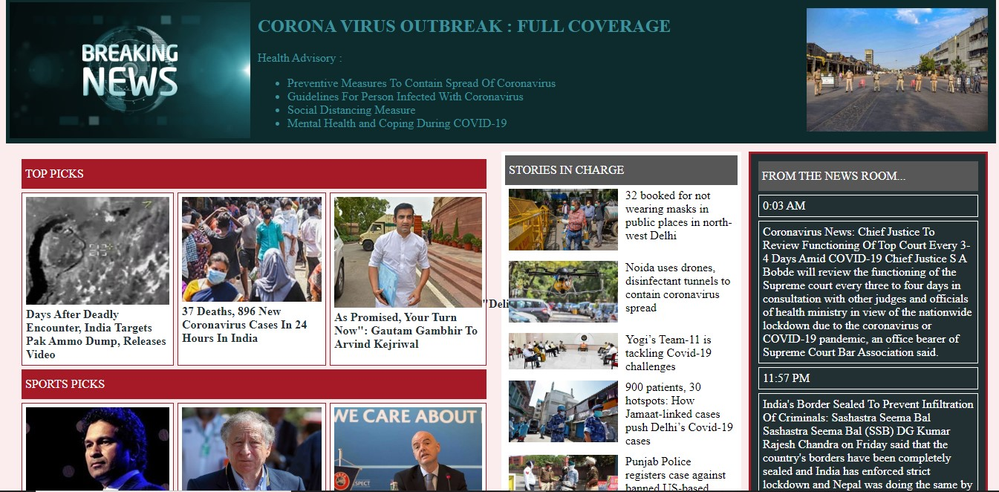 BREAKING
NEWS
CORONA VIRUS OUTBREAK : FULL COVERAGE
Health Advisory :
• Preventive Measures To Contain Spread Of Coronavirus
• Guidelines For Person Infected With Coronavirus
• Social Distancing Measure
• Mental Health and Coping During COVID-19
TOP PICKS
Days After Deadly
Encounter, India Targets
Pak Ammo Dump, Releases
Video
37 Deaths, 896 New
Coronavirus Cases In 24
Hours In India
"Deli
As Promised, Your Turn
Now": Gautam Gambhir To
Arvind Kejriwal
SPORTS PICKS
WE CARE ABOUT
UEFA
RESPECT
STORIES IN CHARGE
32 booked for not
wearing masks in
public places in north-
west Delhi
Noida uses drones,
disinfectant tunnels to
contain coronavirus
spread
Yogi’s Team-11 is
tackling Covid-19
challenges
900 patients, 30
hotspots: How
Jamaat-linked cases
push Delhi’s Covid-19
cases
Punjab Police
registers case against
banned US-based
FROM THE NEWS ROOM...
0:03 AM
Coronavirus News: Chief Justice To
Review Functioning Of Top Court Every 3-
4 Days Amid COVID-19 Chief Justice S A
Bobde will review the functioning of the
Supreme court every three to four days in
consultation with other judges and officials
of health ministry in view of the nationwide
lockdown due to the coronavirus or
COVID-19 pandemic, an office bearer of
Supreme Court Bar Association said.
11:57 PM
India's Border Sealed To Prevent Infiltration
Of Criminals: Sashastra Seema Bal
Sashastra Seema Bal (SSB) DG Kumar
Rajesh Chandra on Friday said that the
country's borders have been completely
sealed and India has enforced strict
lockdown and Nepal was doing the same by